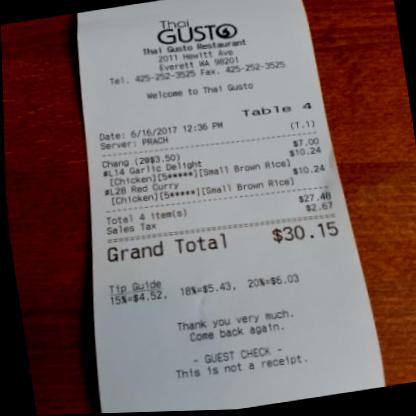 Thai
GUSTO
Thai Gusto Restaurant
2011 Hewitt Ave
Everett WA 98201
Tel. 425-252-3525 Fax. 425-252-3525
Welcome to Thai Gusto
Table 4
Date: 6/16/2017 12:36 PM
Server: PRACH (T.1)
Chang (2@$3.50) $7.00
#L14 Garlic Delight $10.24
[Chicken][5*****][Small Brown Rice]
#L28 Red Curry $10.24
[Chicken][5*****][Small Brown Rice]
Total 4 item(s) $27.48
Sales Tax $2.67
Grand Total $30.15
Tip Guide
15%=$4.52, 18%=$5.43, 20%=$6.03
Thank you very much.
Come back again.
- GUEST CHECK -
This is not a receipt.